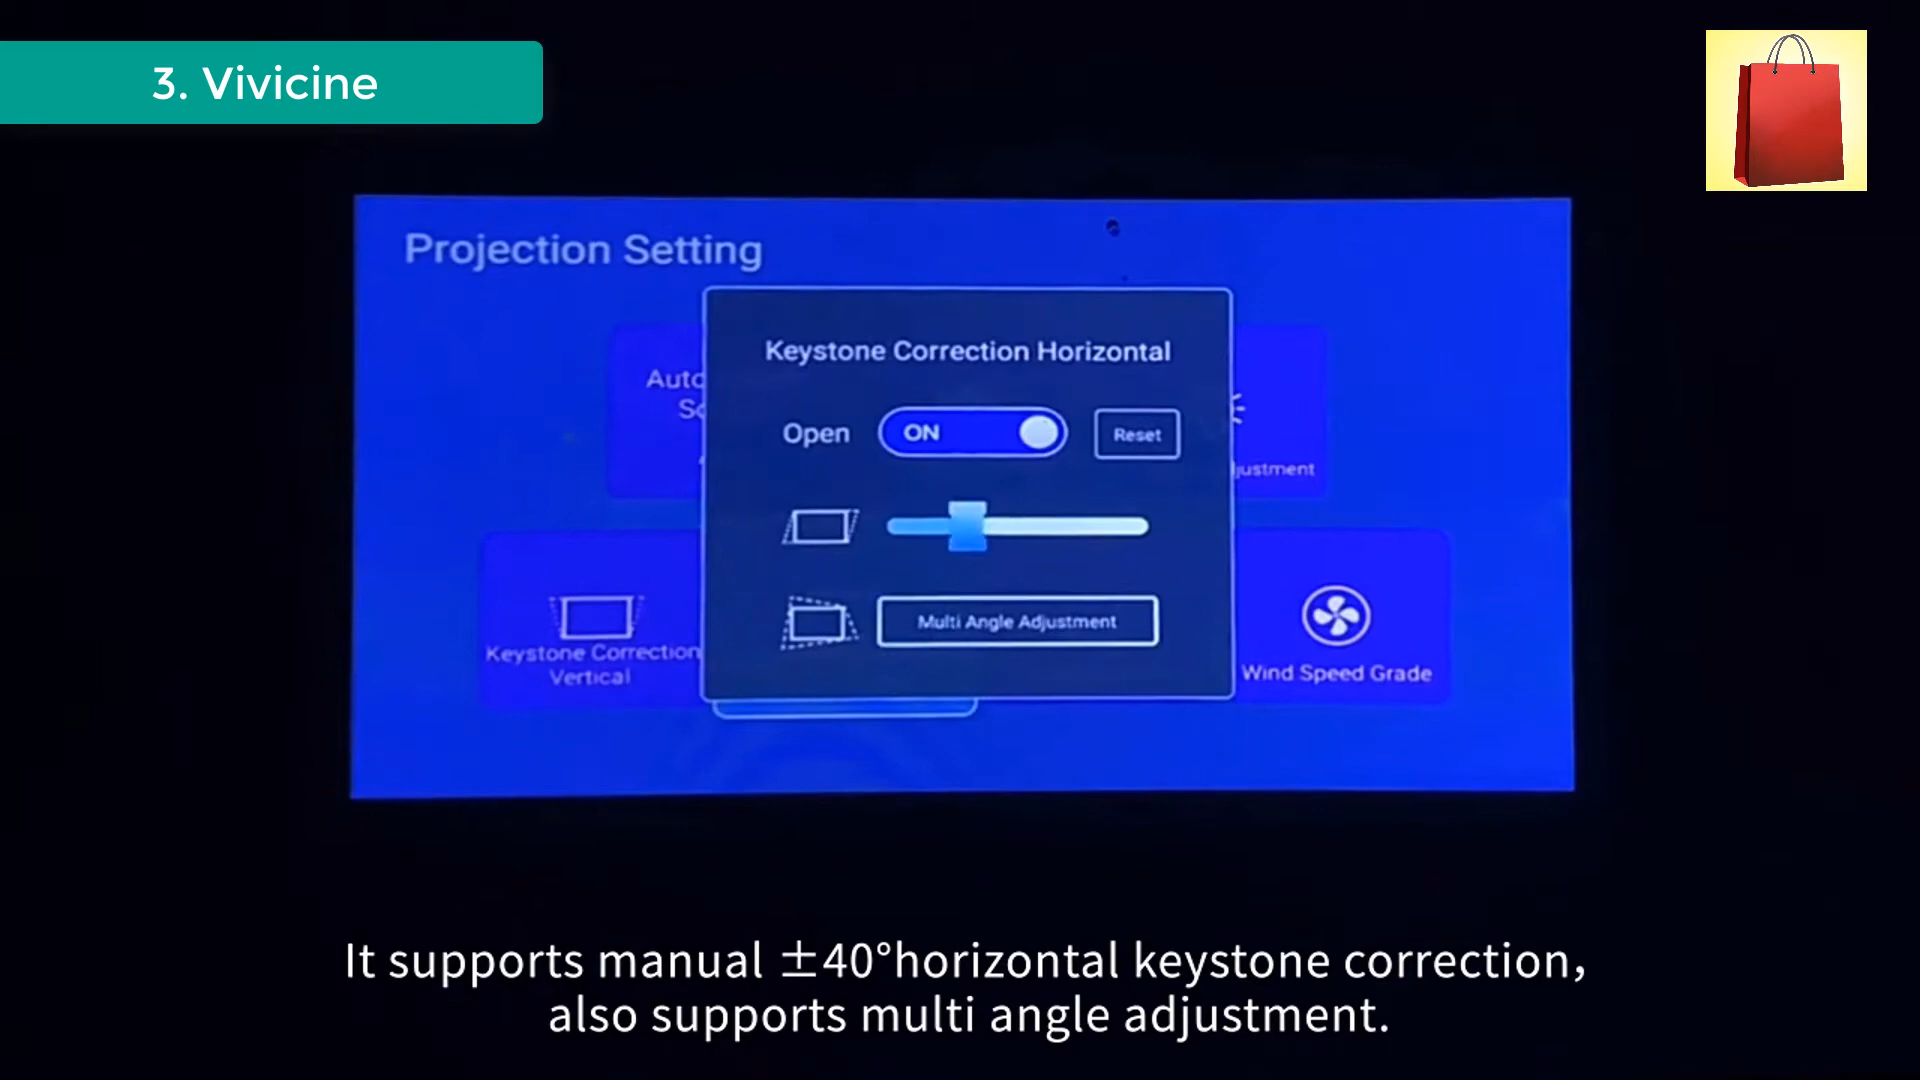 3. Vivicine
Projection Setting
Keystone Correction Horizontal
Open
ON
Reset
Multi Angle Adjustment
Keystone Correction
Vertical
Wind Speed Grade
It supports manual ±40°horizontal keystone correction,
also supports multi angle adjustment.